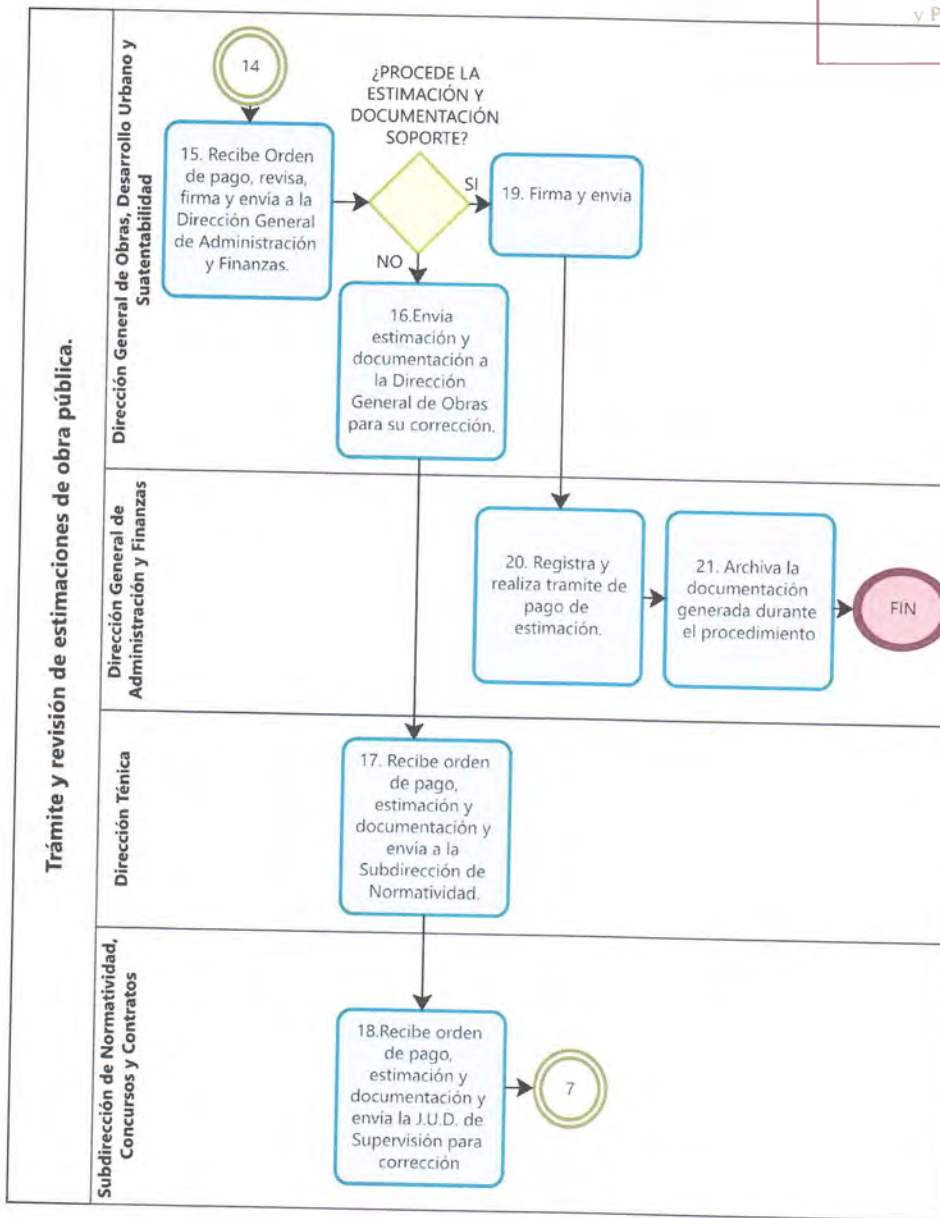 v P
Trámite y revisión de estimaciones de obra pública.
Dirección General de Obras, Desarrollo Urbano y
Suatentabilidad
14
15. Recibe Orden
de pago, revisa,
firma y envía a la
Dirección General
de Administración
y Finanzas.
¿PROCEDE LA
ESTIMACIÓN Y
DOCUMENTACIÓN
SOPORTE?
SI
NO
19. Firma y envia
16.Envia
estimación y
documentación a
la Dirección
General de Obras
para su corrección.
Dirección General de
Administración y Finanzas
20. Registra y
realiza tramite de
pago de
estimación.
21. Archiva la
documentación
generada durante
el procedimiento
FIN
Dirección Ténica
17. Recibe orden
de pago,
estimación y
documentación y
envía a la
Subdirección de
Normatividad.
Subdirección de Normatividad,
Concursos y Contratos
18.Recibe orden
de pago,
estimación y
documentación y
envía la J.U.D. de
Supervisión para
corrección
7